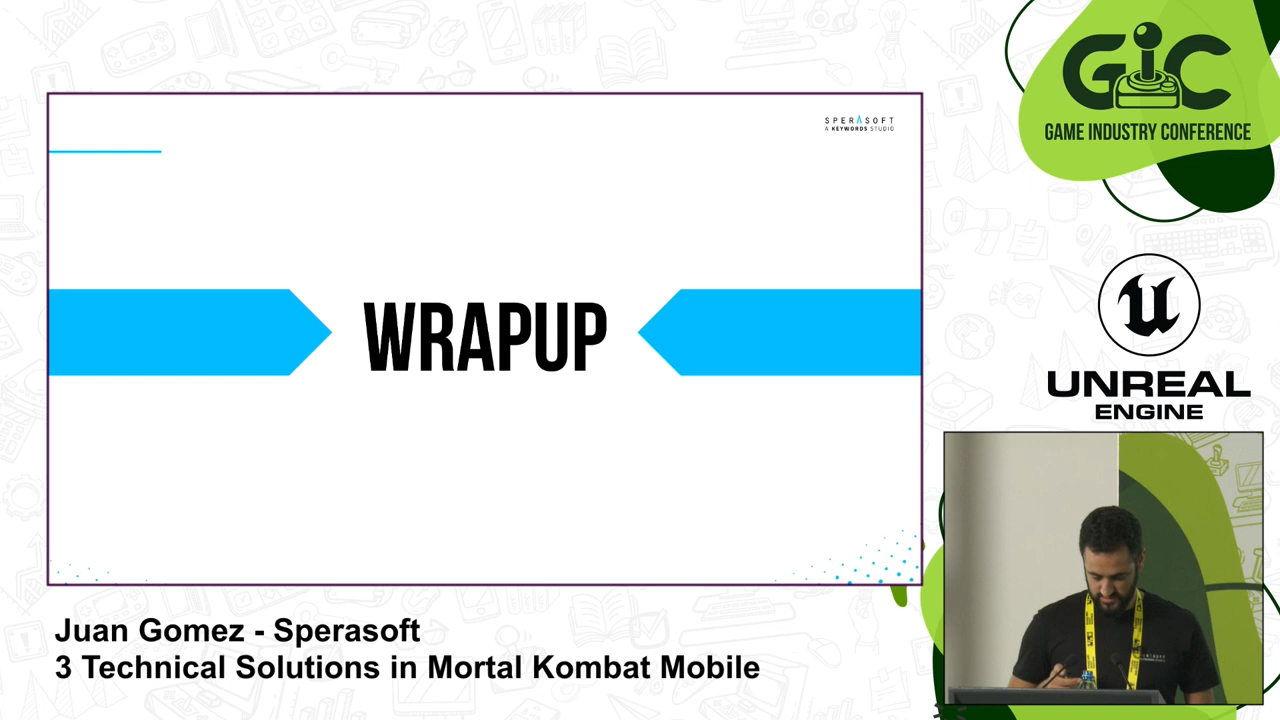 SPERASOFT
A KEYWORDS STUDIO
WRAPUP
Juan Gomez - Sperasoft
3 Technical Solutions in Mortal Kombat Mobile
GIC
GAME INDUSTRY CONFERENCE
UNREAL
ENGINE